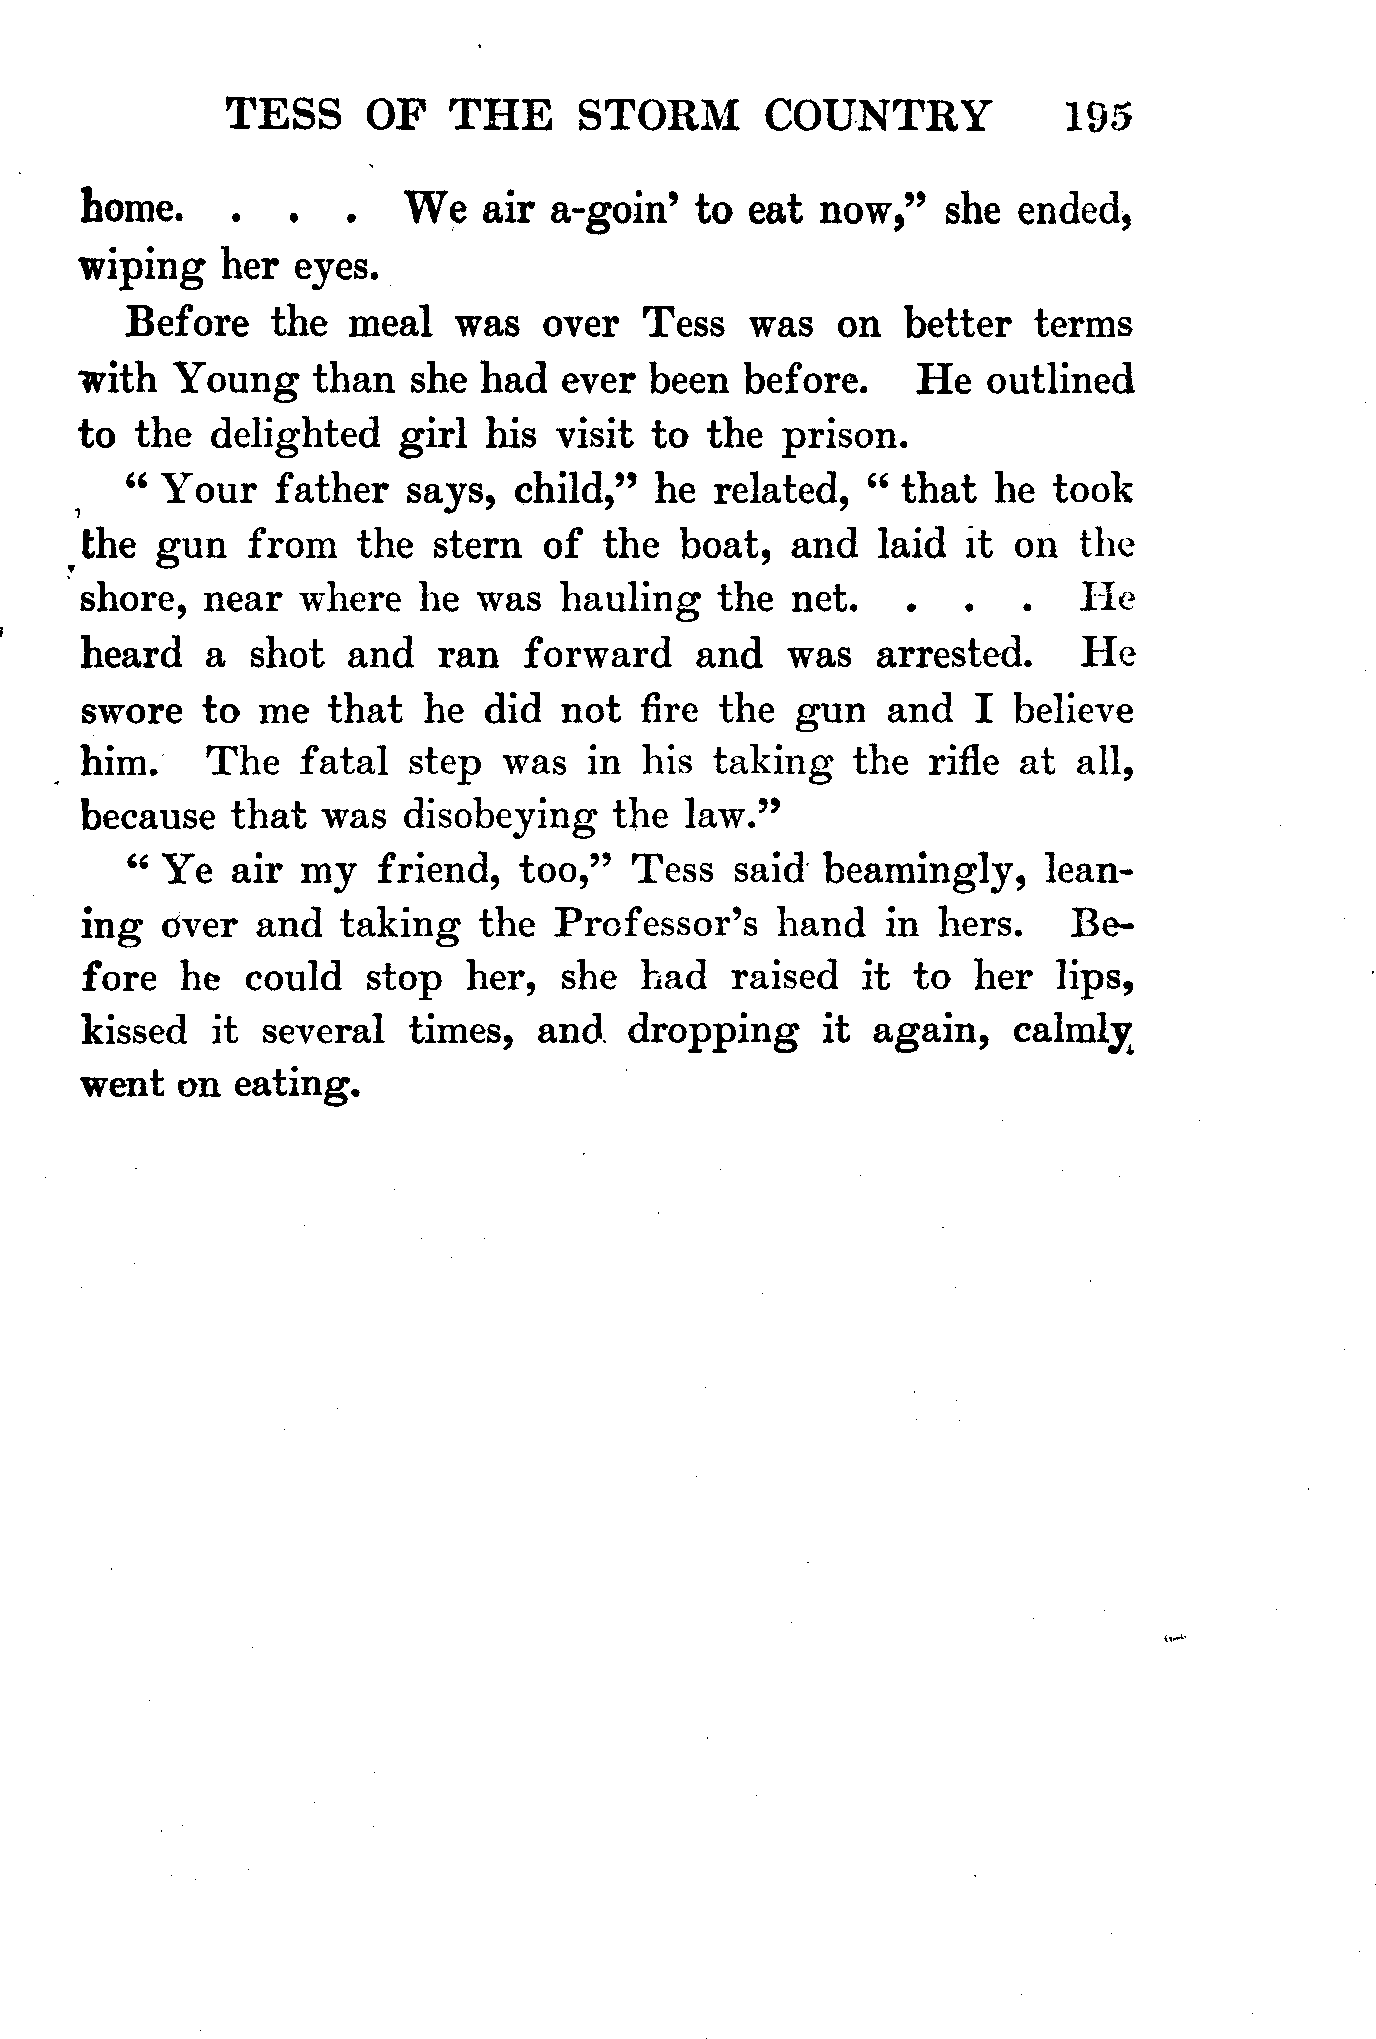 TESS OF THE STORM COUNTRY 195
home. . . . We air a-goin' to eat now," she ended,
wiping her eyes.
Before the meal was over Tess was on better terms
with Young than she had ever been before. He outlined
to the delighted girl his visit to the prison.
" Your father says, child," he related, " that he took
the gun from the stern of the boat, and laid it on the
shore, near where he was hauling the net. . . . He
heard a shot and ran forward and was arrested. He
swore to me that he did not fire the gun and I believe
him. The fatal step was in his taking the rifle at all,
because that was disobeying the law."
" Ye air my friend, too," Tess said beamingly, lean-
ing over and taking the Professor's hand in hers. Be-
fore he could stop her, she had raised it to her lips,
kissed it several times, and dropping it again, calmly
went on eating.